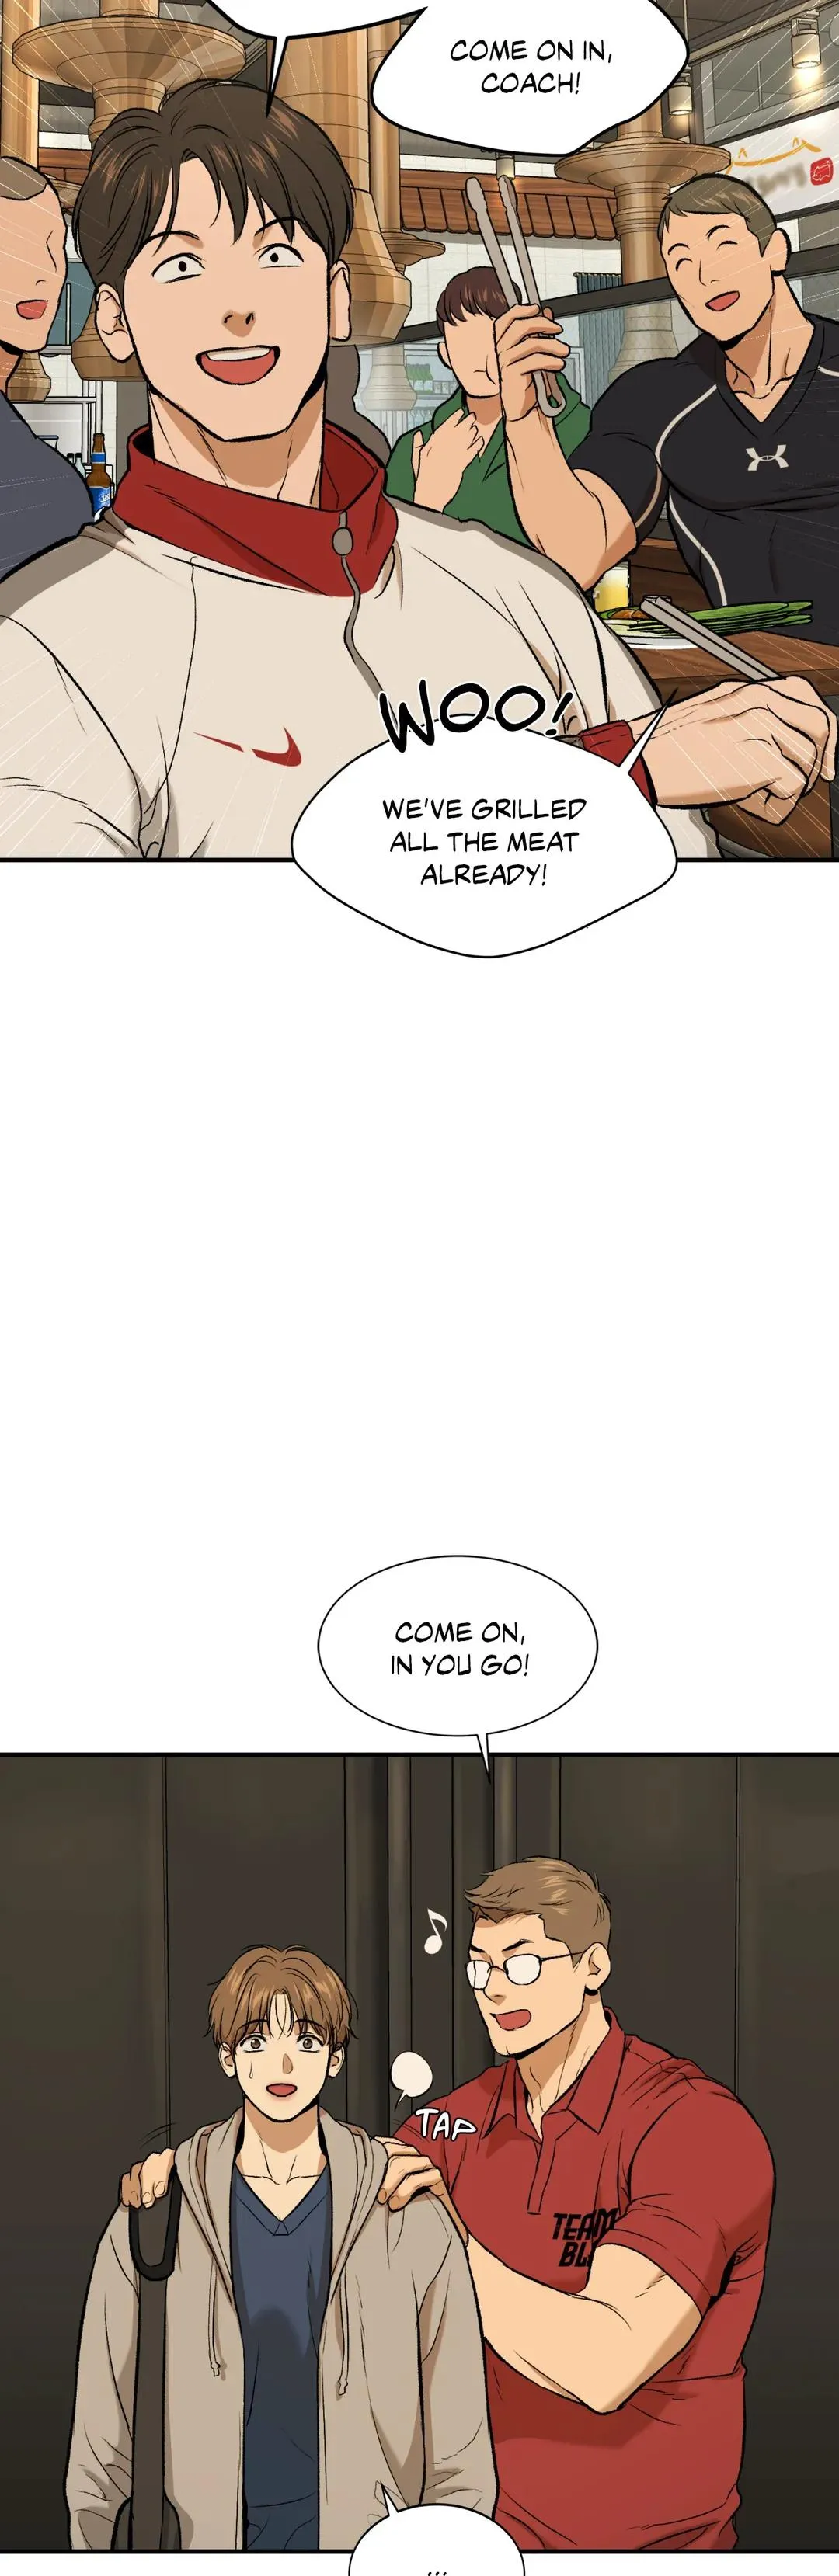 COME ON IN,
COACH!
WOO!
WE'VE GRILLED
ALL THE MEAT
ALREADY!
COME ON,
IN YOU GO!
TAP
TEAM
BL
...